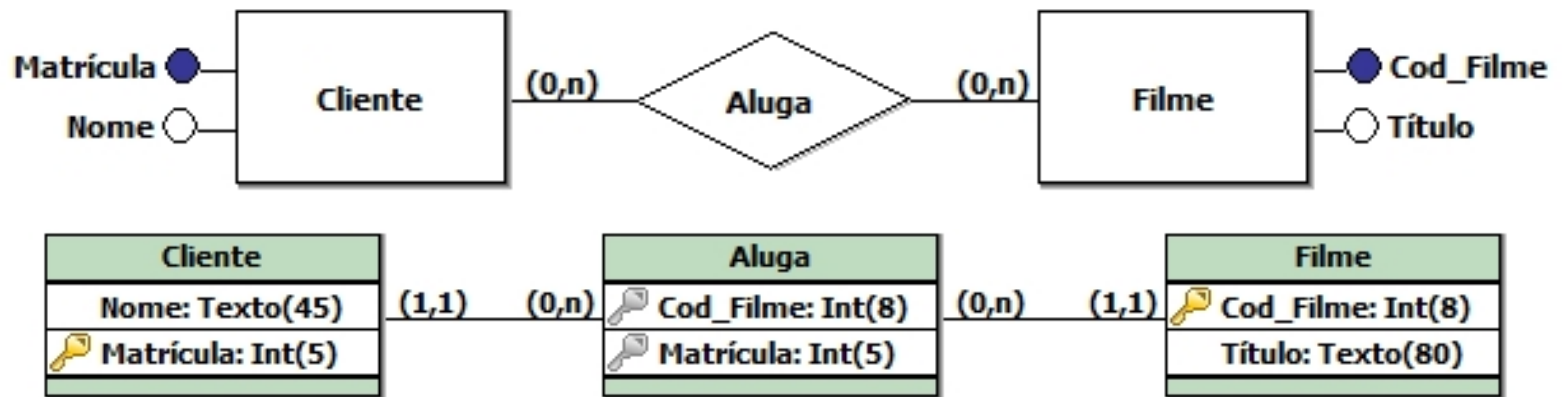 Matrícula
Nome
Cliente
(0,n)
Aluga
(0,n)
Filme
Cod_Filme
Título
Cliente
Nome: Texto(45)
Matrícula: Int(5)
(1,1)
(0,n)
Aluga
Cod_Filme: Int(8)
Matrícula: Int(5)
(0,n)
(1,1)
Filme
Cod_Filme: Int(8)
Título: Texto(80)